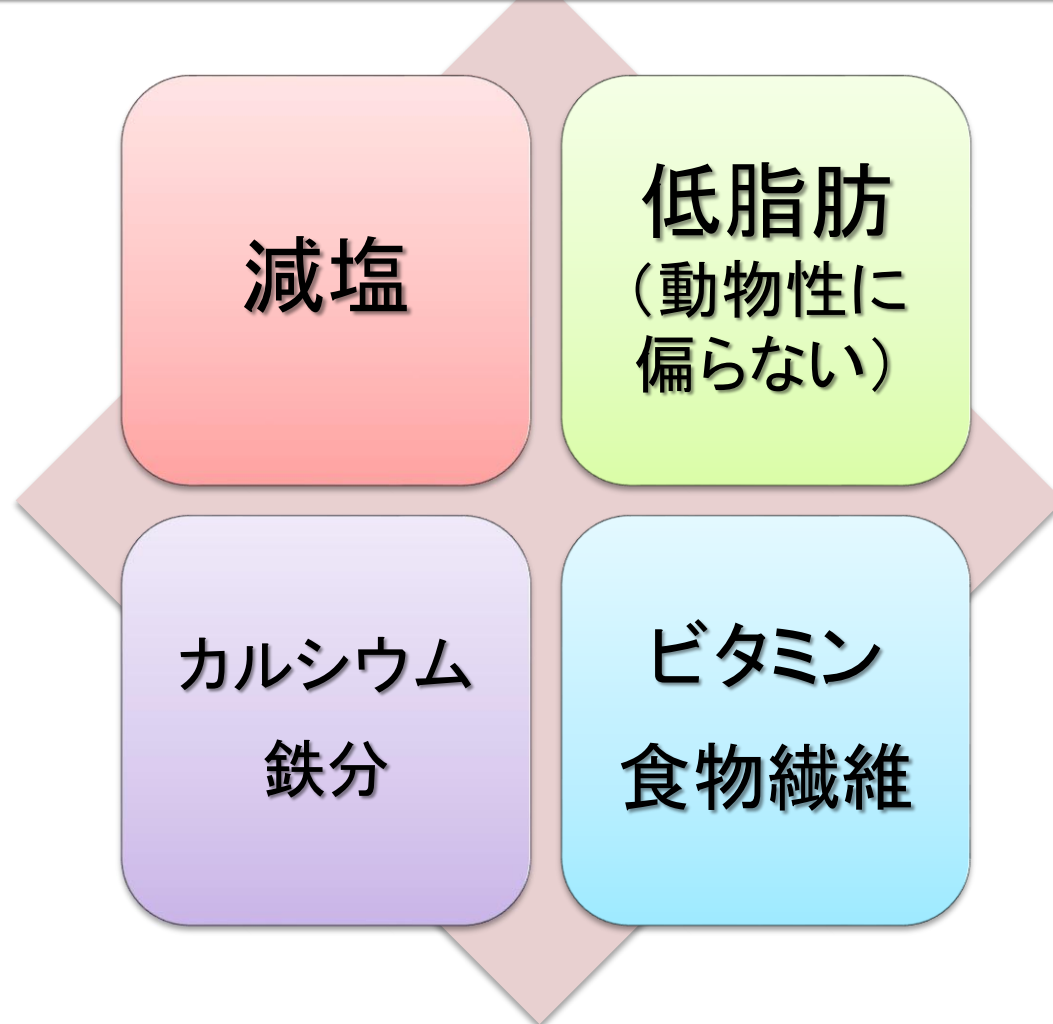 減塩
低脂肪
（動物性に
偏らない）
カルシウム
鉄分
ビタミン
食物繊維